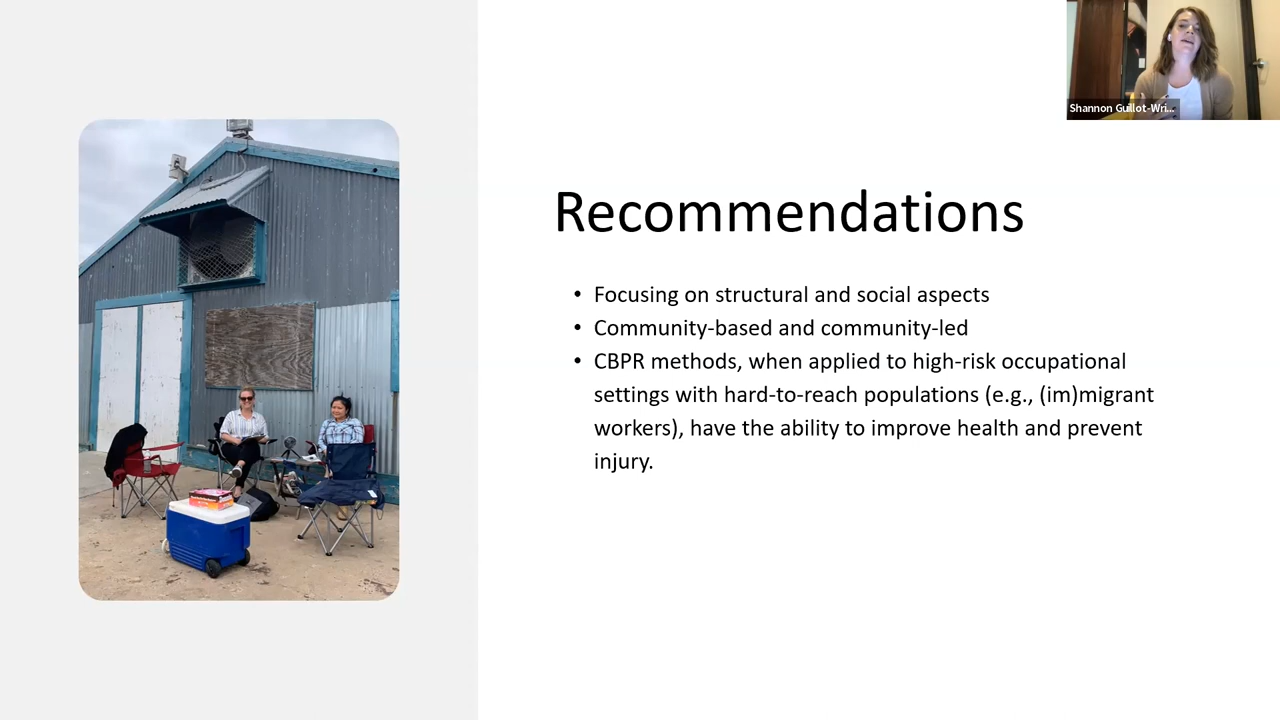 Shannon Guillot-Wri...
Recommendations
• Focusing on structural and social aspects
• Community-based and community-led
• CBPR methods, when applied to high-risk occupational
settings with hard-to-reach populations (e.g., (im)migrant
workers), have the ability to improve health and prevent
injury.